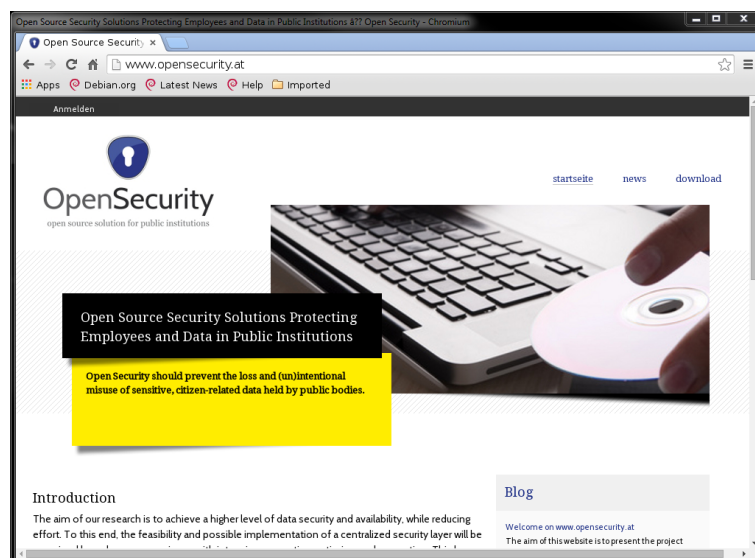 Open Source Security Solutions Protecting Employees and Data in Public Institutions â?? Open Security - Chromium
Open Source Security
www.opensecurity.at
Apps Debian.org Latest News Help Imported
Anmelden
OpenSecurity
open source solution for public institutions
startseite news download
Open Source Security Solutions Protecting
Employees and Data in Public Institutions
Open Security should prevent the loss and (un)intentional
misuse of sensitive, citizen-related data held by public bodies.
Introduction
The aim of our research is to achieve a higher level of data security and availability, while reducing
effort. To this end, the feasibility and possible implementation of a centralized security layer will be
Blog
Welcome on www.opensecurity.at
The aim of this website is to present the project